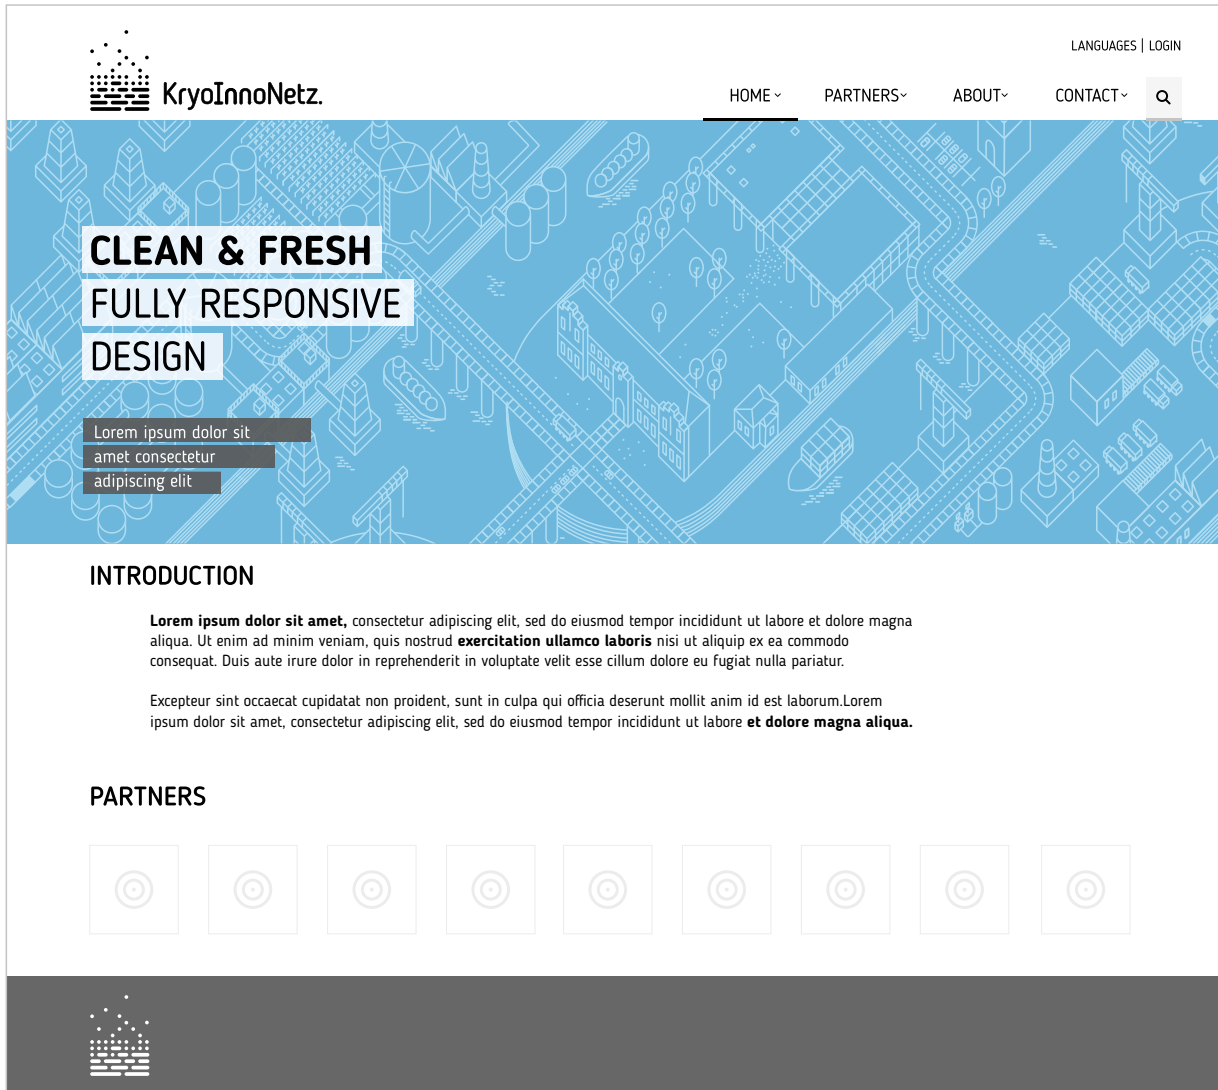 LANGUAGES | LOGIN
KryoInnoNetz.
HOME PARTNERS ABOUT CONTACT
CLEAN & FRESH
FULLY RESPONSIVE
DESIGN
Lorem ipsum dolor sit
amet consectetur
adipiscing elit
INTRODUCTION
Lorem ipsum dolor sit amet, consectetur adipiscing elit, sed do eiusmod tempor incididunt ut labore et dolore magna
aliqua. Ut enim ad minim veniam, quis nostrud exercitation ullamco laboris nisi ut aliquip ex ea commodo
consequat. Duis aute irure dolor in reprehenderit in voluptate velit esse cillum dolore eu fugiat nulla pariatur.
Excepteur sint occaecat cupidatat non proident, sunt in culpa qui officia deserunt mollit anim id est laborum.Lorem
ipsum dolor sit amet, consectetur adipiscing elit, sed do eiusmod tempor incididunt ut labore et dolore magna aliqua.
PARTNERS